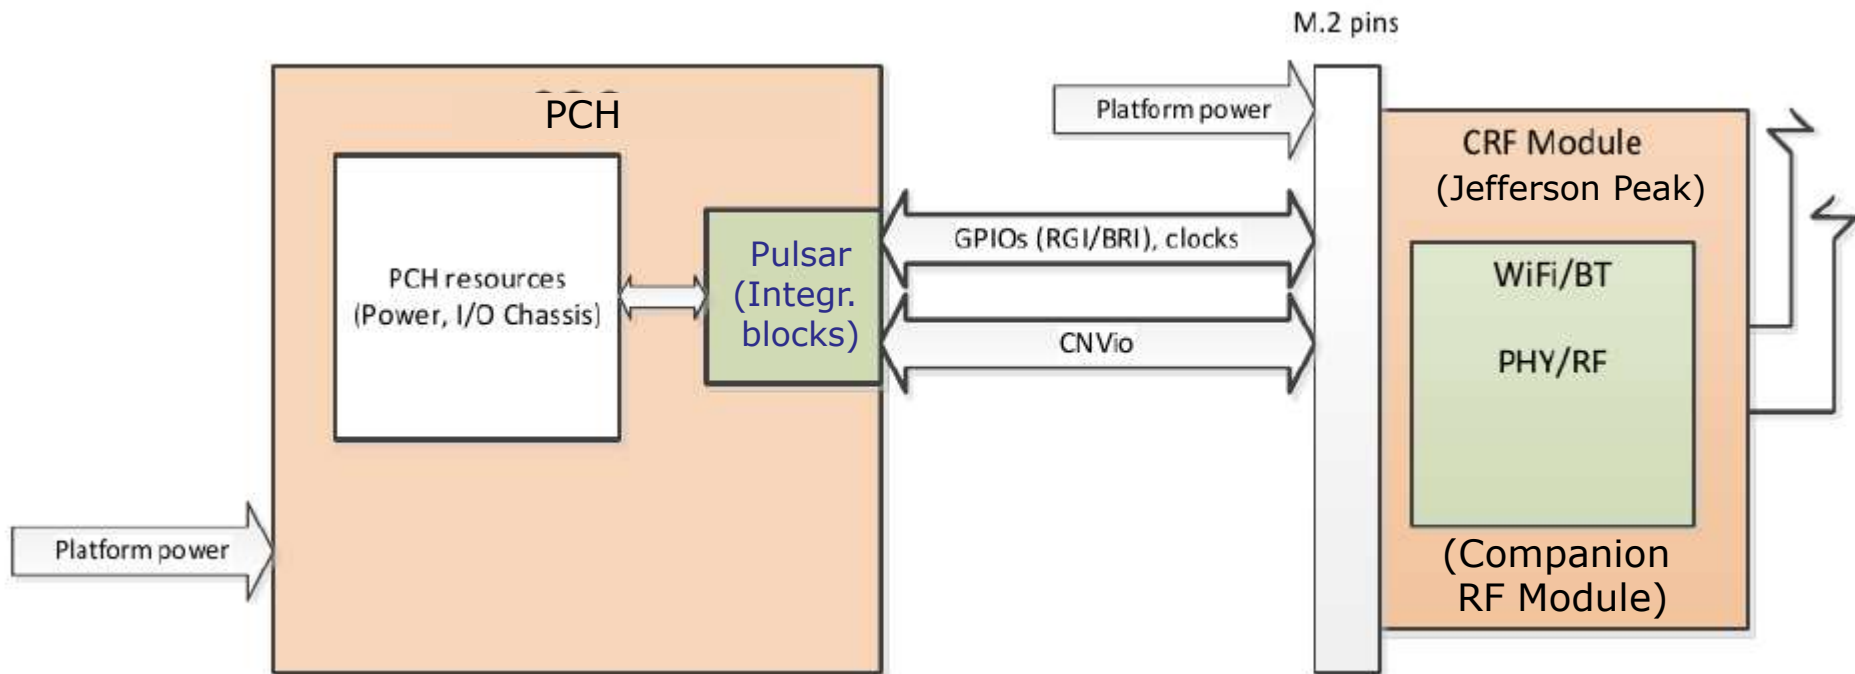 M.2 pins
PCH
Platform power
CRF Module
(Jefferson Peak)
PCH resources
(Power, I/O Chassis)
Pulsar
(Integr.
blocks)
GPIOs (RGI/BRI), clocks
CNVio
WiFi/BT
PHY/RF
Platform power
(Companion
RF Module)